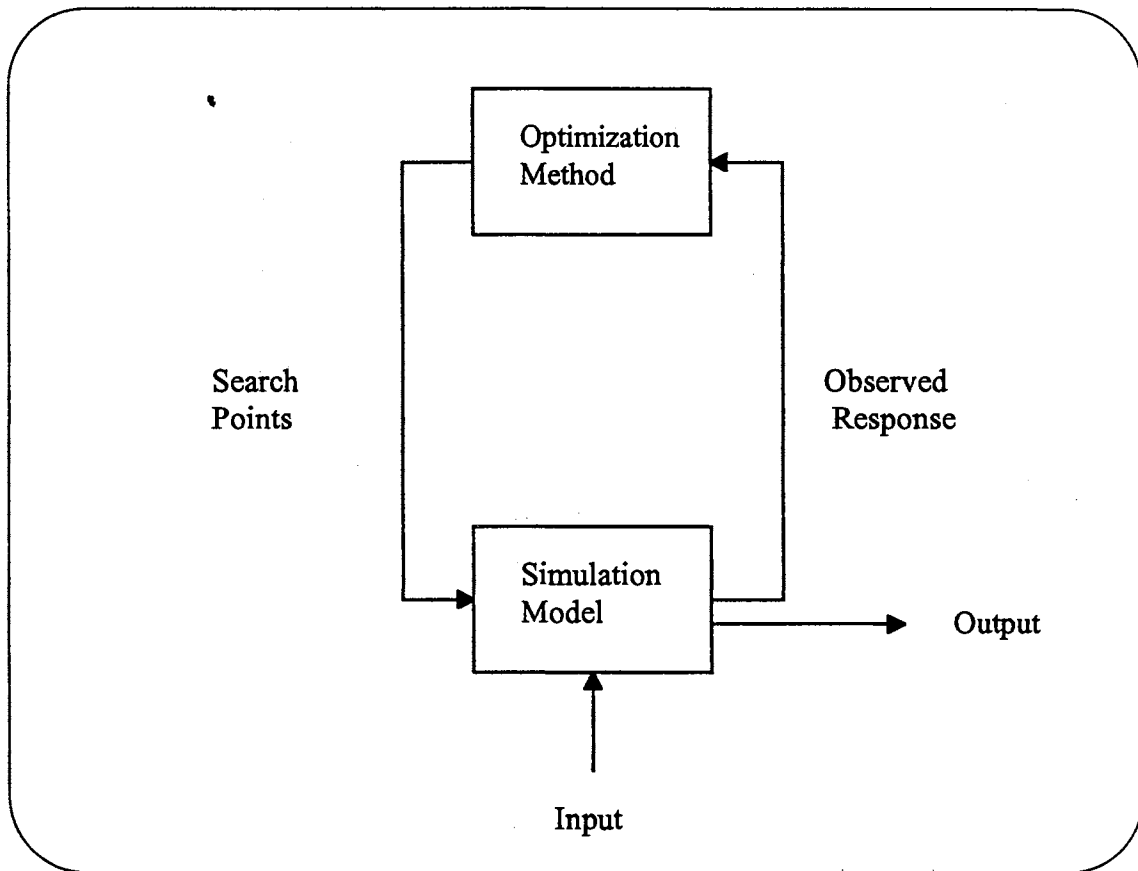 Optimization
Method
Search
Points
Observed
Response
Simulation
Model
Output
Input